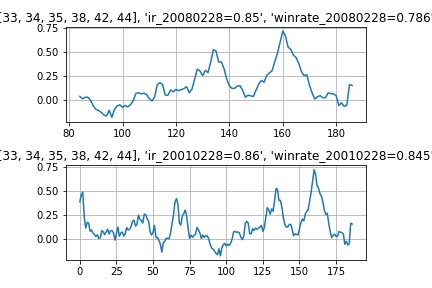 [33, 34, 35, 38, 42, 44], 'ir_20080228=0.85', 'winrate_20080228=0.786'
0.75
0.50
0.25
0.00
80 100 120 140 160 180
[33, 34, 35, 38, 42, 44], 'ir_20010228=0.86', 'winrate_20010228=0.845'
0.75
0.50
0.25
0.00
0 25 50 75 100 125 150 175